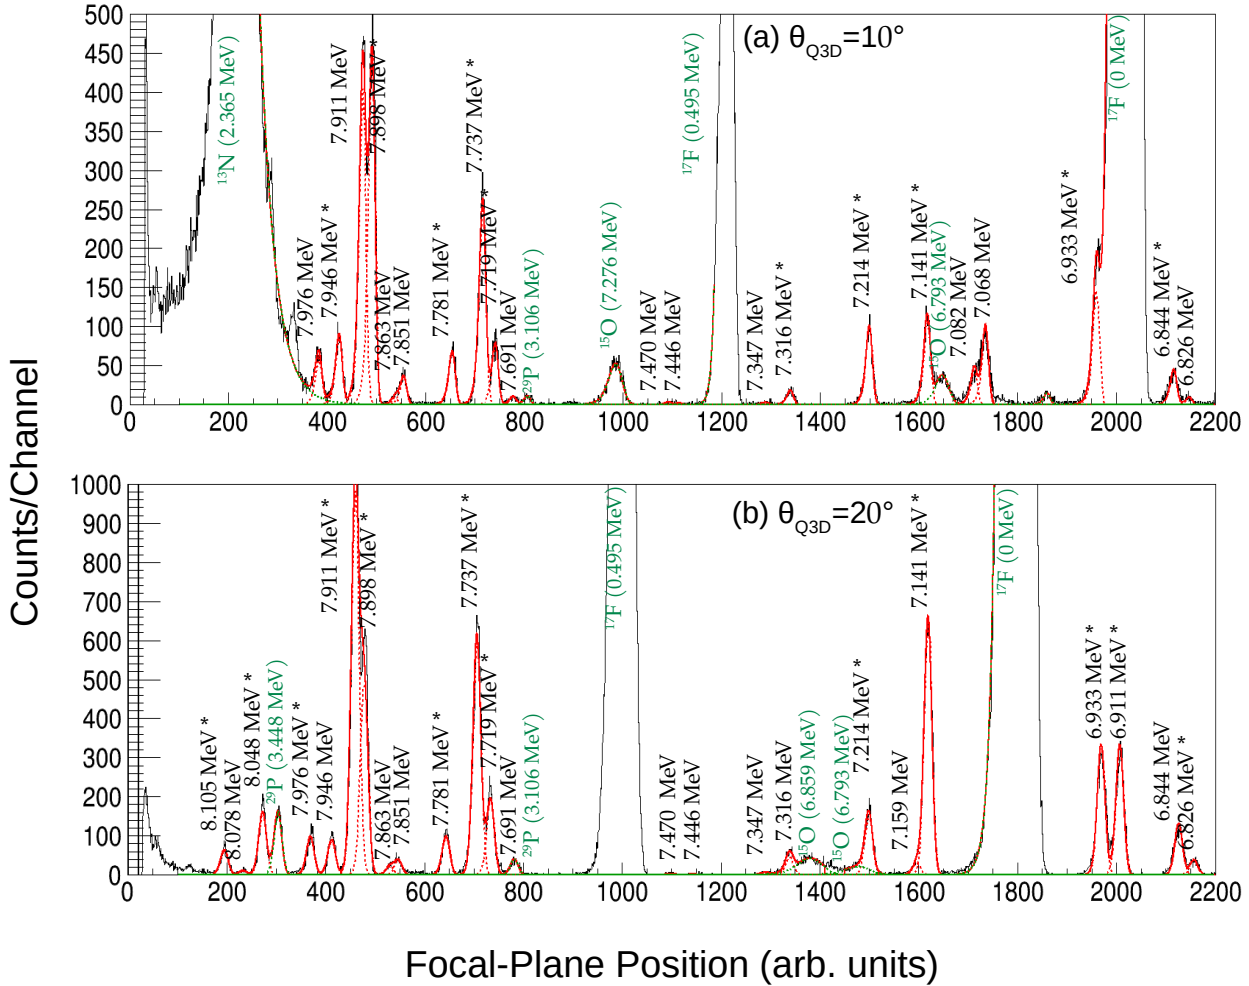 (a) θQ3D=10°
500
450
400
350
300
250
200
150
100
50
0
13N (2.365 MeV)
7.976 MeV
7.946 MeV *
7.911 MeV
7.898 MeV *
7.863 MeV
7.851 MeV
7.781 MeV *
7.737 MeV *
7.719 MeV *
7.691 MeV
29P (3.106 MeV)
15O (7.276 MeV)
7.470 MeV
7.446 MeV
17F (0.495 MeV)
7.347 MeV
7.316 MeV *
7.214 MeV *
7.141 MeV *
15O (6.793 MeV)
7.082 MeV
7.068 MeV
6.933 MeV *
17F (0 MeV)
6.844 MeV *
6.826 MeV
0 200 400 600 800 1000 1200 1400 1600 1800 2000 2200
Counts/Channel
(b) θQ3D=20°
1000
900
800
700
600
500
400
300
200
100
0
8.105 MeV *
8.078 MeV
8.048 MeV *
29P (3.448 MeV)
7.976 MeV *
7.946 MeV
7.911 MeV *
7.898 MeV *
7.863 MeV
7.851 MeV
7.781 MeV *
7.737 MeV *
7.719 MeV *
7.691 MeV
29P (3.106 MeV)
17F (0.495 MeV)
7.470 MeV
7.446 MeV
7.347 MeV
7.316 MeV
15O (6.859 MeV)
15O (6.793 MeV)
7.214 MeV *
7.159 MeV
7.141 MeV *
17F (0 MeV)
6.933 MeV *
6.911 MeV *
6.844 MeV
6.826 MeV *
0 200 400 600 800 1000 1200 1400 1600 1800 2000 2200
Focal-Plane Position (arb. units)